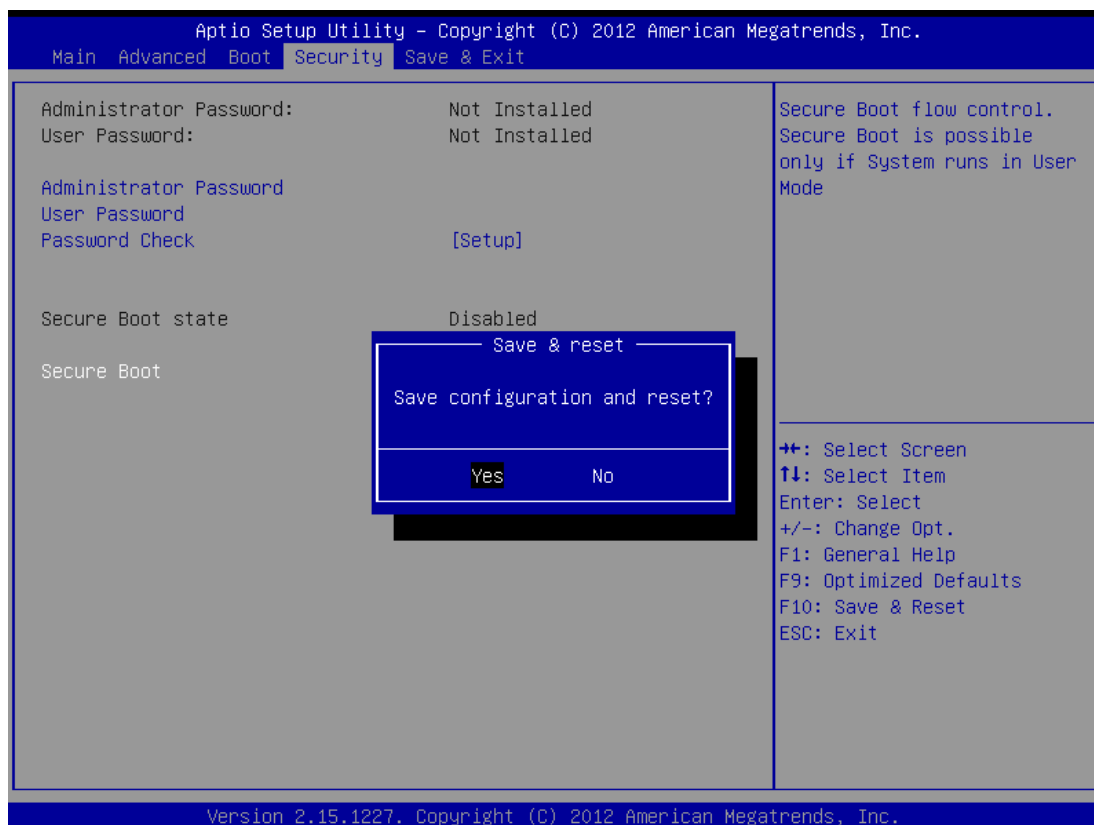 Aptio Setup Utility – Copyright (C) 2012 American Megatrends, Inc.
Main Advanced Boot Security Save & Exit
Administrator Password: Not Installed
User Password: Not Installed
Administrator Password
User Password
Password Check [Setup]
Secure Boot state Disabled
Secure Boot
Save & reset
Save configuration and reset?
Yes No
Secure Boot flow control.
Secure Boot is possible
only if System runs in User
Mode
→←: Select Screen
↑↓: Select Item
Enter: Select
+/-: Change Opt.
F1: General Help
F9: Optimized Defaults
F10: Save & Reset
ESC: Exit
Version 2.15.1227. Copyright (C) 2012 American Megatrends, Inc.